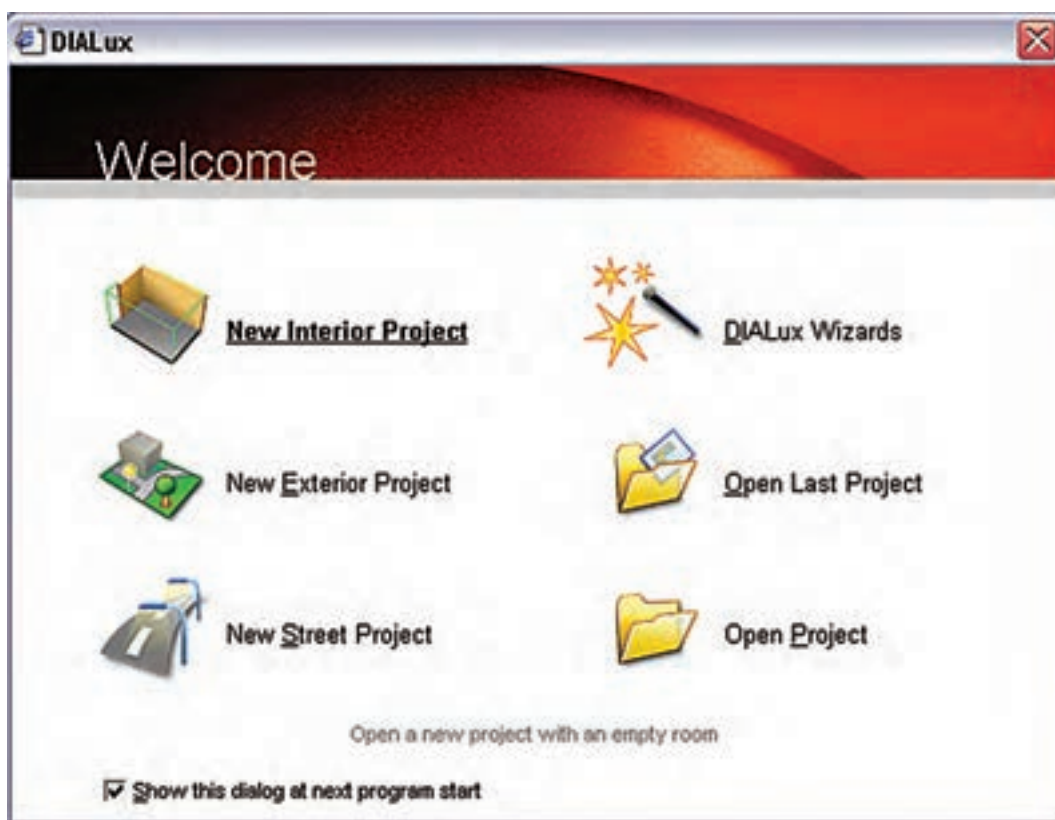 DIALux
Welcome
New Interior Project
DIALux Wizards
New Exterior Project
Open Last Project
New Street Project
Open Project
Open a new project with an empty room
Show this dialog at next program start